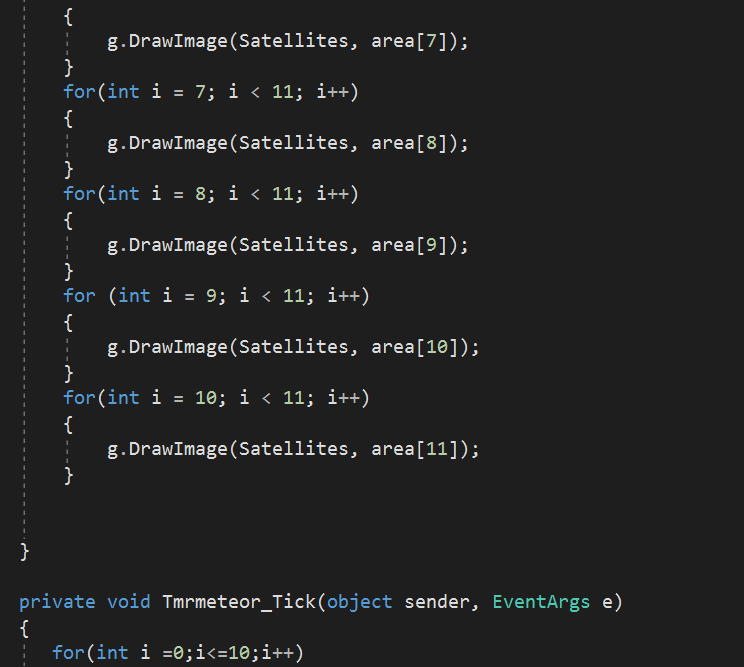 {
g.DrawImage(Satellites, area[7]);
}
for(int i = 7; i < 11; i++)
{
g.DrawImage(Satellites, area[8]);
}
for(int i = 8; i < 11; i++)
{
g.DrawImage(Satellites, area[9]);
}
for (int i = 9; i < 11; i++)
{
g.DrawImage(Satellites, area[10]);
}
for(int i = 10; i < 11; i++)
{
g.DrawImage(Satellites, area[11]);
}
}
private void Tmrmeteor_Tick(object sender, EventArgs e)
{
for(int i =0;i<=10;i++)